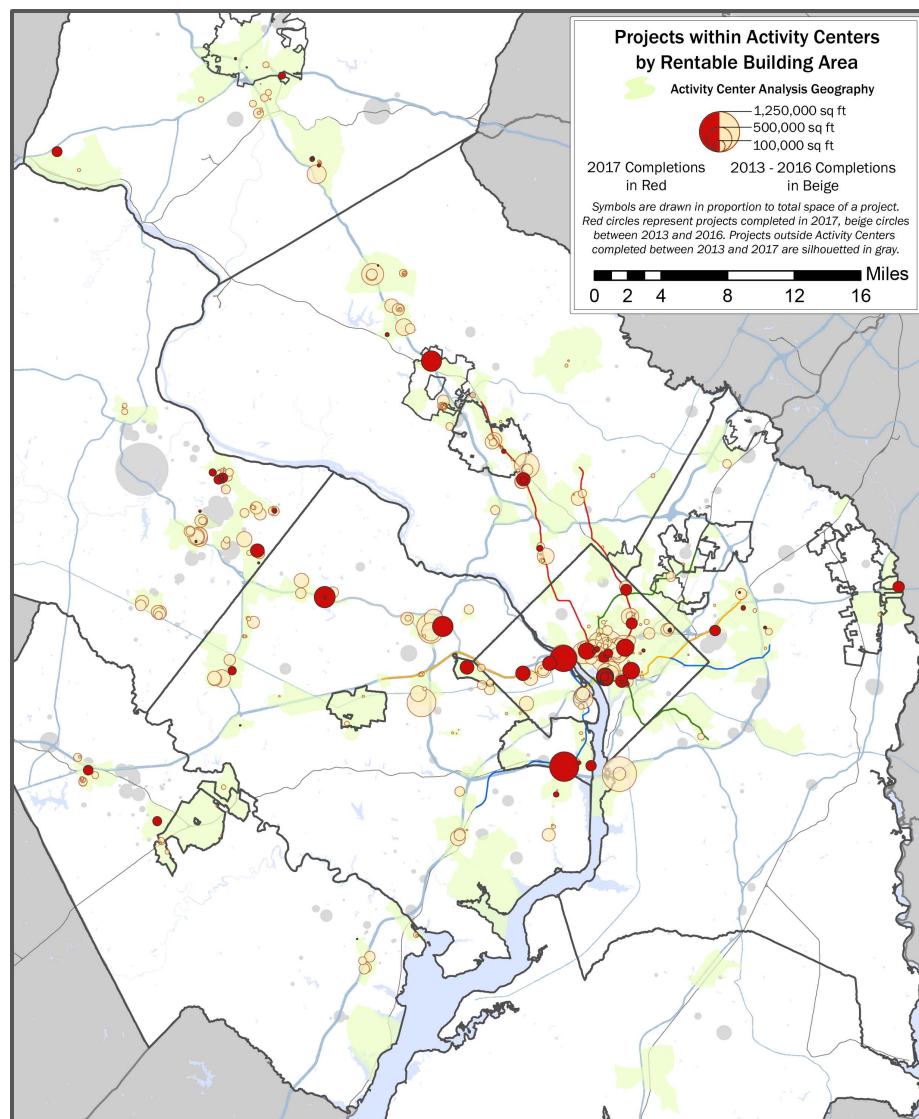 Projects within Activity Centers
by Rentable Building Area
Activity Center Analysis Geography
1,250,000 sq ft
500,000 sq ft
100,000 sq ft
2017 Completions
in Red
2013 - 2016 Completions
in Beige
Symbols are drawn in proportion to total space of a project.
Red circles represent projects completed in 2017, beige circles
between 2013 and 2016. Projects outside Activity Centers
completed between 2013 and 2017 are silhouetted in gray.
Miles
0 2 4 8 12 16